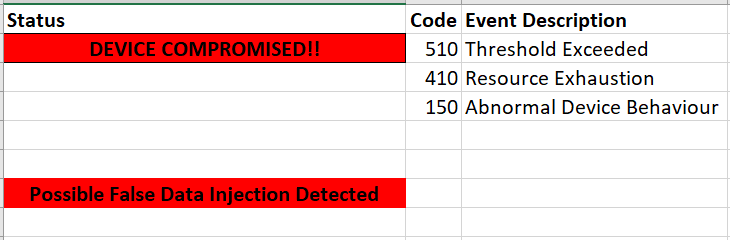 Status Code Event Description
DEVICE COMPROMISED!! 510 Threshold Exceeded
410 Resource Exhaustion
150 Abnormal Device Behaviour
Possible False Data Injection Detected